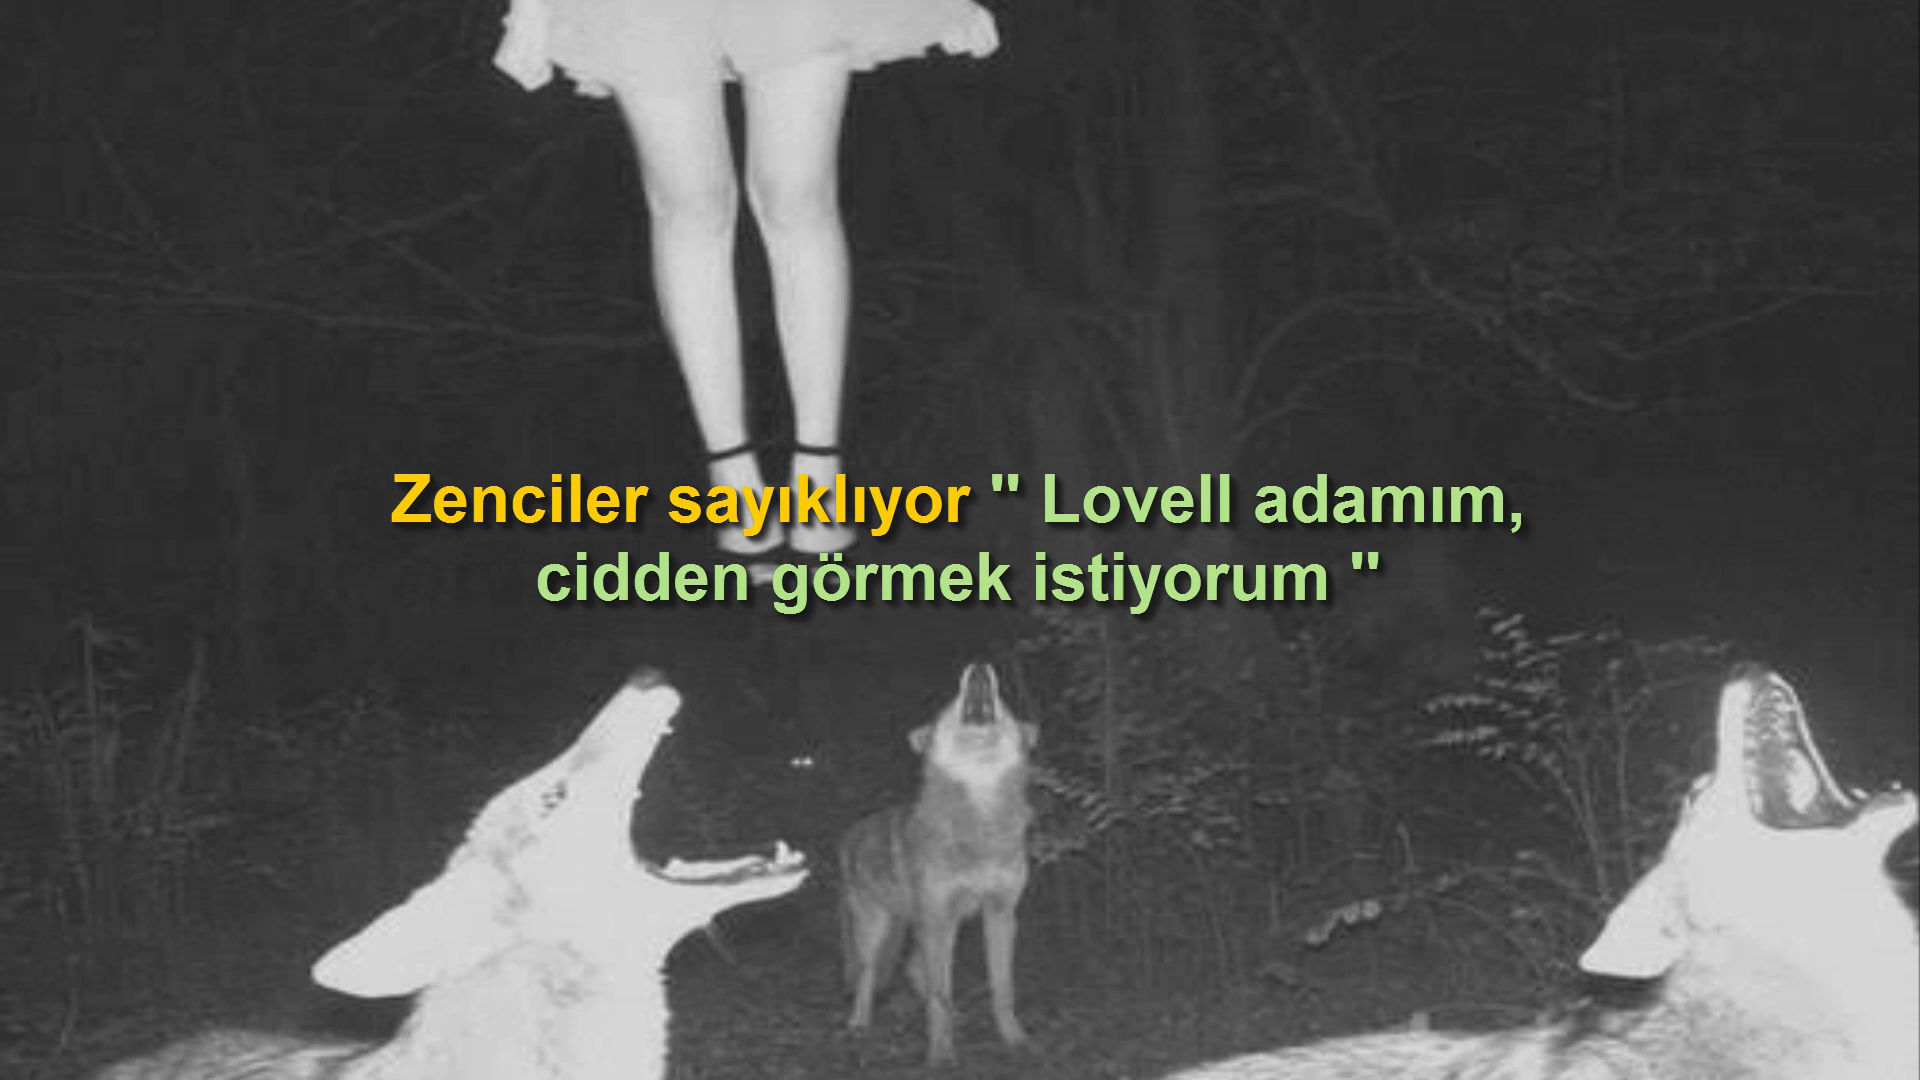 Zenciler sayıklıyor " Lovell adamım,
cidden görmek istiyorum "